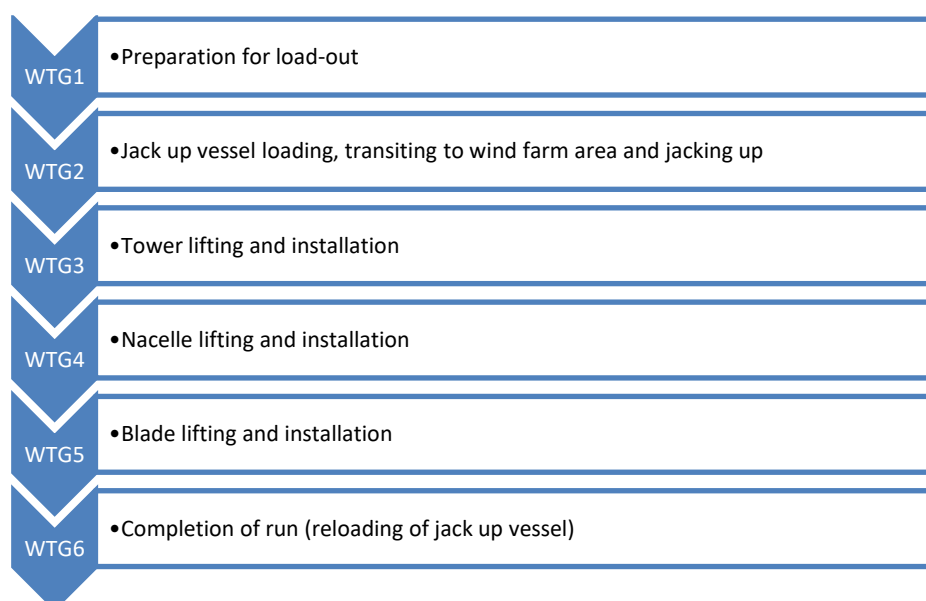 WTG1
•Preparation for load-out
WTG2
•Jack up vessel loading, transiting to wind farm area and jacking up
WTG3
•Tower lifting and installation
WTG4
•Nacelle lifting and installation
WTG5
•Blade lifting and installation
WTG6
•Completion of run (reloading of jack up vessel)